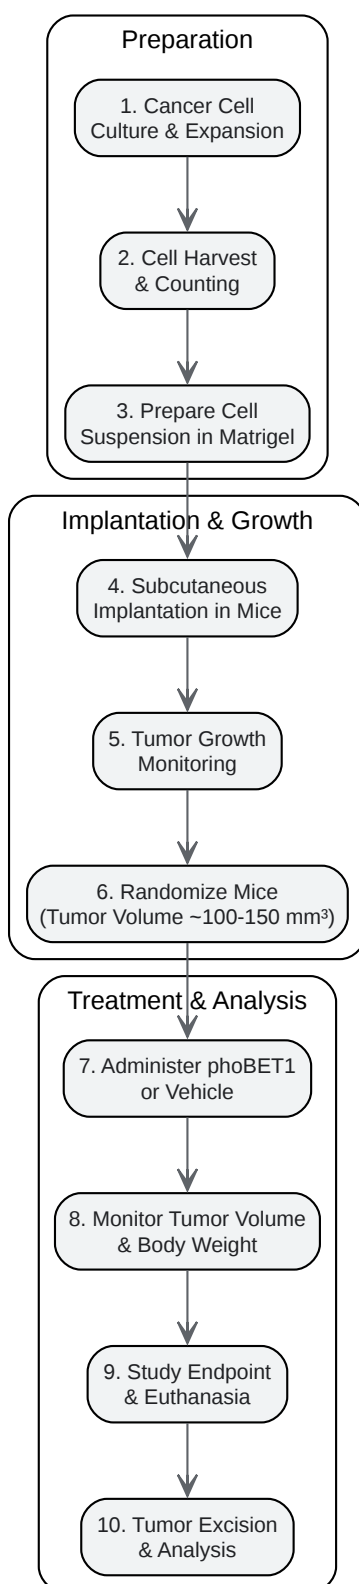 Preparation
1. Cancer Cell
Culture & Expansion
2. Cell Harvest
& Counting
3. Prepare Cell
Suspension in Matrigel
Implantation & Growth
4. Subcutaneous
Implantation in Mice
5. Tumor Growth
Monitoring
6. Randomize Mice
(Tumor Volume ~100-150 mm³)
Treatment & Analysis
7. Administer phoBET1
or Vehicle
8. Monitor Tumor Volume
& Body Weight
9. Study Endpoint
& Euthanasia
10. Tumor Excision
& Analysis